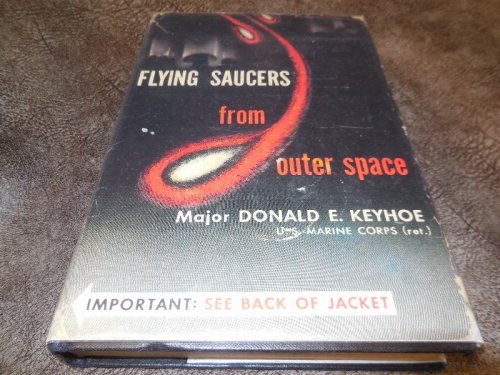 FLYING SAUCERS
from
outer space
Major DONALD E. KEYHOE
U.S. MARINE CORPS (ret.)
IMPORTANT: SEE BACK OF JACKET